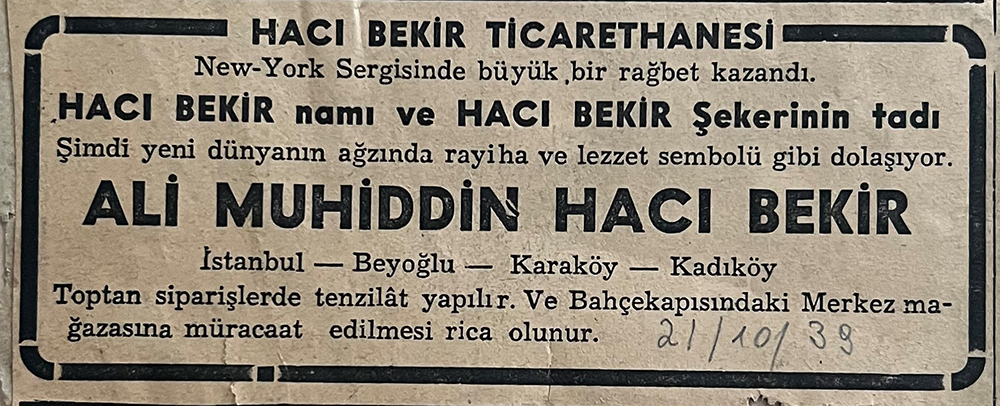 HACI BEKİR TİCARETHANESİ
New-York Sergisinde büyük bir rağbet kazandı.
HACI BEKİR namı ve HACI BEKİR Şekerinin tadı
Şimdi yeni dünyanın ağzında rayiha ve lezzet sembolü gibi dolaşıyor.
ALİ MUHİDDİN HACI BEKİR
İstanbul — Beyoğlu — Karaköy — Kadıköy
Toptan siparişlerde tenzilât yapılır. Ve Bahçekapısındaki Merkez ma-
ğazasına müracaat edilmesi rica olunur.
21/10/39